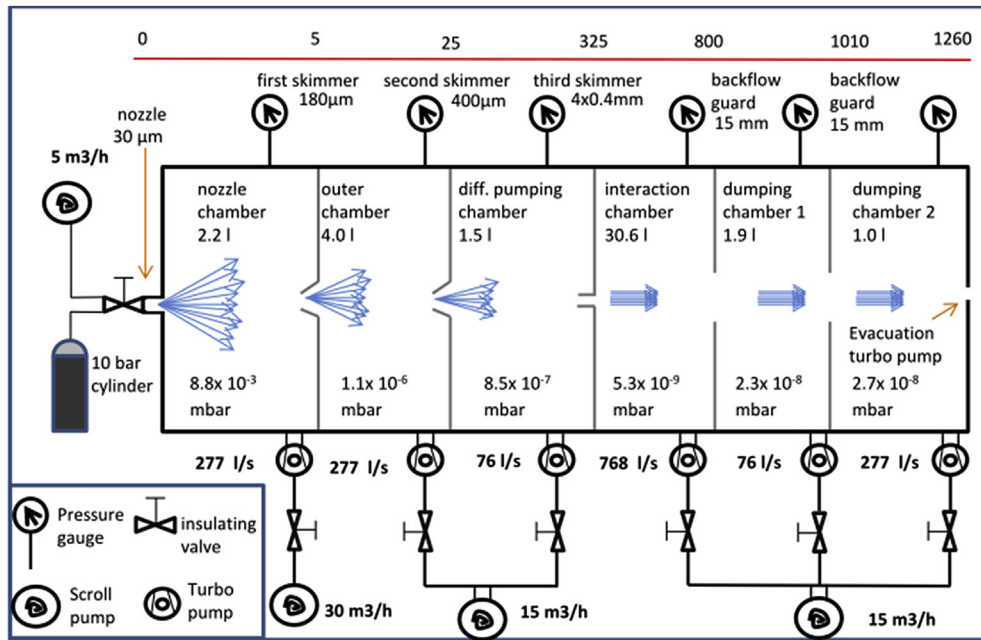 0 5 25 325 800 1010 1260
first skimmer
180µm
second skimmer
400µm
third skimmer
4x0.4mm
backflow
guard
15 mm
backflow
guard
15 mm
nozzle
30 µm
5 m3/h
nozzle
chamber
2.2 l
outer
chamber
4.0 l
diff. pumping
chamber
1.5 l
interaction
chamber
30.6 l
dumping
chamber 1
1.9 l
dumping
chamber 2
1.0 l
Evacuation
turbo pump
10 bar
cylinder
8.8x 10-3
mbar
1.1x 10-6
mbar
8.5x 10-7
mbar
5.3x 10-9
mbar
2.3x 10-8
mbar
2.7x 10-8
mbar
277 l/s
277 l/s
76 l/s
768 l/s
76 l/s
277 l/s
Pressure
gauge
insulating
valve
Scroll
pump
Turbo
pump
30 m3/h
15 m3/h
15 m3/h